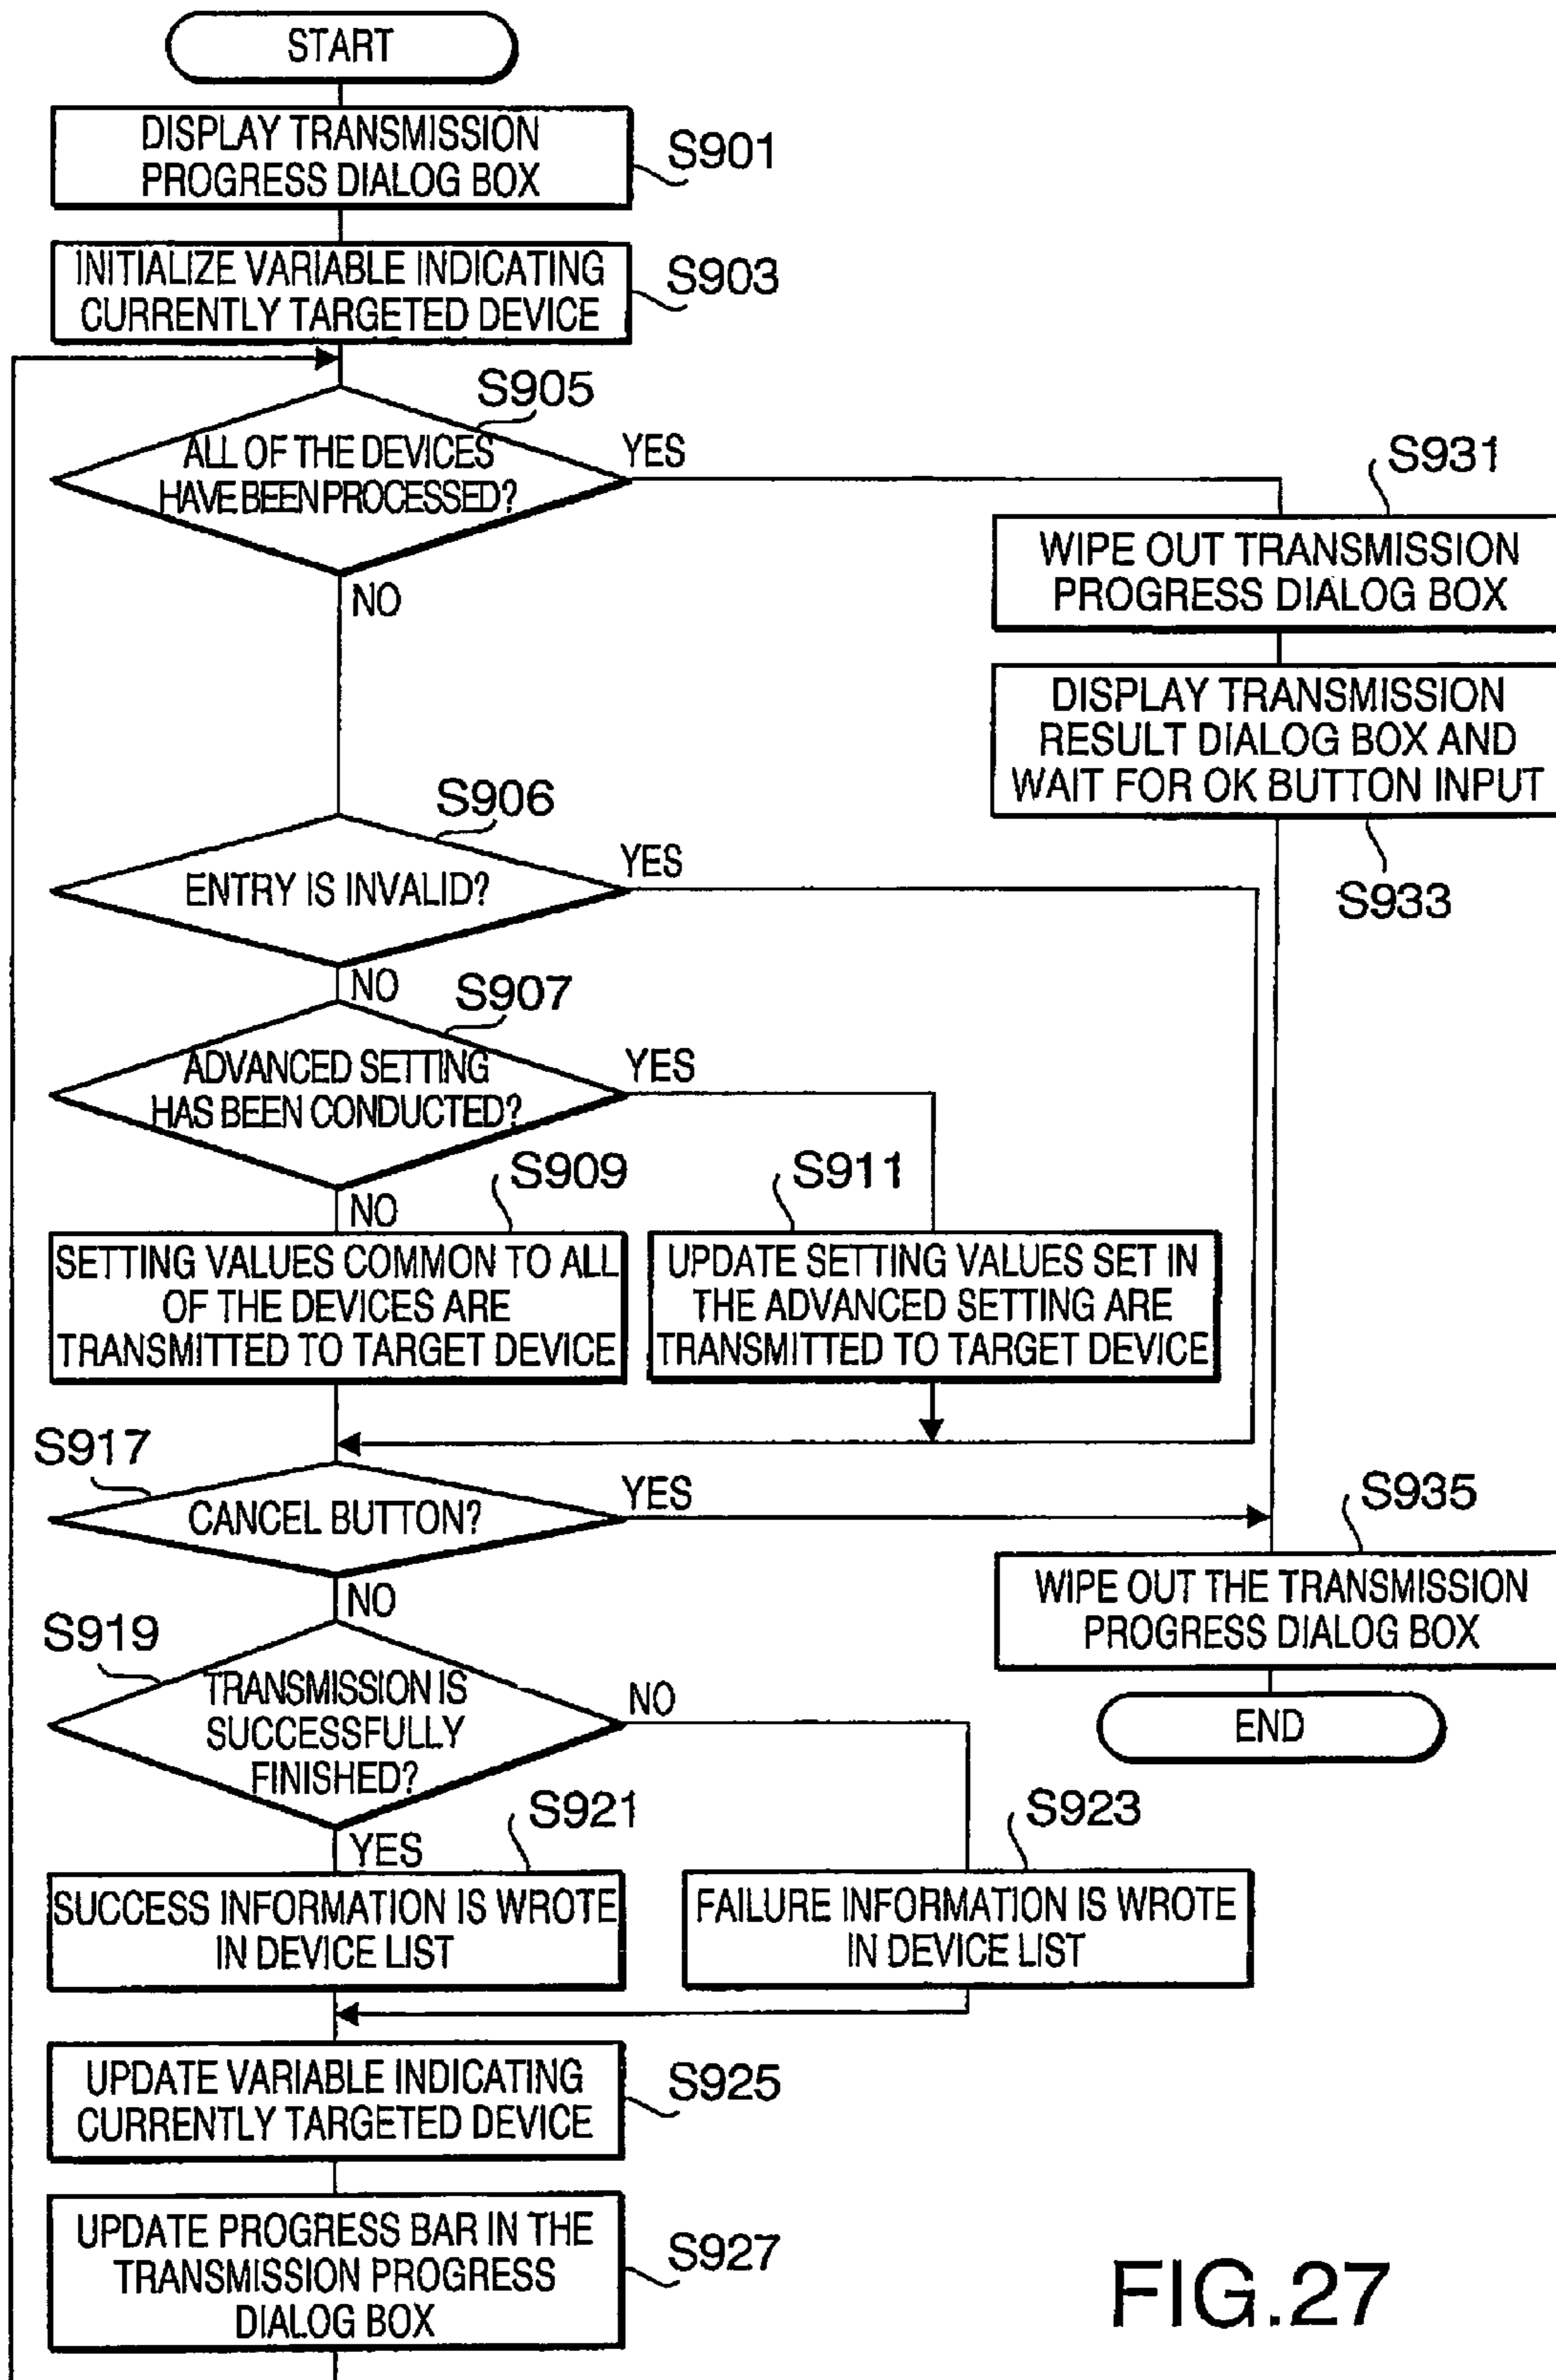 START
DISPLAY TRANSMISSION
PROGRESS DIALOG BOX
S901
INITIALIZE VARIABLE INDICATING
CURRENTLY TARGETED DEVICE
S903
S905
ALL OF THE DEVICES
HAVE BEEN PROCESSED?
YES
NO
S931
WIPE OUT TRANSMISSION
PROGRESS DIALOG BOX
DISPLAY TRANSMISSION
RESULT DIALOG BOX AND
WAIT FOR OK BUTTON INPUT
S933
S906
ENTRY IS INVALID?
YES
NO
S907
ADVANCED SETTING
HAS BEEN CONDUCTED?
YES
NO
S909
SETTING VALUES COMMON TO ALL
OF THE DEVICES ARE
TRANSMITTED TO TARGET DEVICE
S911
UPDATE SETTING VALUES SET IN
THE ADVANCED SETTING ARE
TRANSMITTED TO TARGET DEVICE
S917
CANCEL BUTTON?
YES
NO
S935
WIPE OUT THE TRANSMISSION
PROGRESS DIALOG BOX
END
S919
TRANSMISSION IS
SUCCESSFULLY
FINISHED?
NO
YES
S921
SUCCESS INFORMATION IS WROTE
IN DEVICE LIST
S923
FAILURE INFORMATION IS WROTE
IN DEVICE LIST
UPDATE VARIABLE INDICATING
CURRENTLY TARGETED DEVICE
S925
UPDATE PROGRESS BAR IN THE
TRANSMISSION PROGRESS
DIALOG BOX
S927
FIG.27